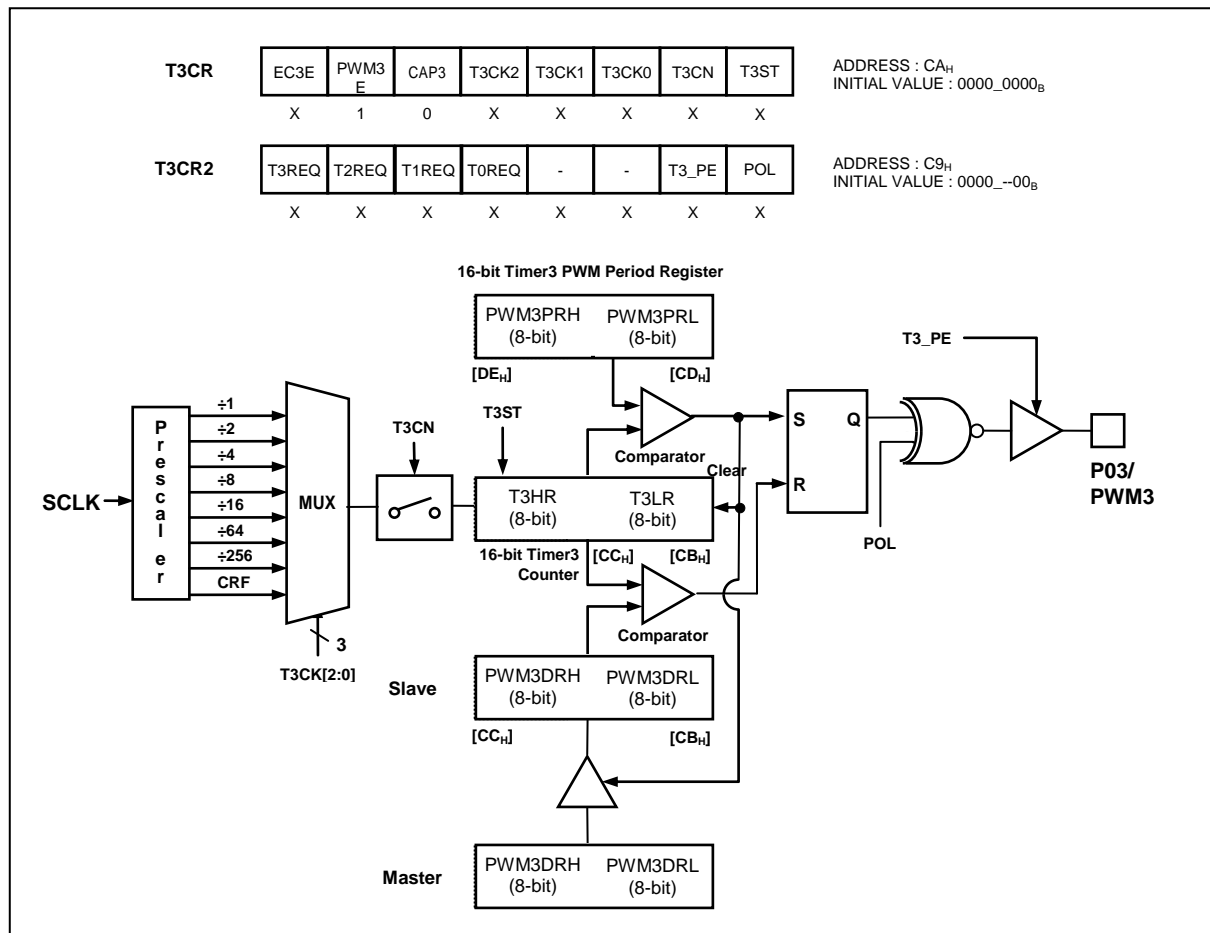 T3CR EC3E PWM3E CAP3 T3CK2 T3CK1 T3CK0 T3CN T3ST
ADDRESS : CAH
INITIAL VALUE : 0000_0000B
X 1 0 X X X X X
T3CR2 T3REQ T2REQ T1REQ T0REQ - - T3_PE POL
ADDRESS : C9H
INITIAL VALUE : 0000_--00B
X X X X X X X X
16-bit Timer3 PWM Period Register
PWM3PRH (8-bit)
PWM3PRL (8-bit)
[DEH] [CDH]
T3_PE
SCLK
Prescaler
÷1
÷2
÷4
÷8
÷16
÷64
÷256
CRF
MUX
3
T3CK[2:0]
T3CN
T3ST
Comparator
Clear
T3HR (8-bit)
T3LR (8-bit)
16-bit Timer3 Counter
[CCH] [CBH]
Comparator
S Q
R
POL
P03/
PWM3
Slave
PWM3DRH (8-bit)
PWM3DRL (8-bit)
[CCH] [CBH]
Master
PWM3DRH (8-bit)
PWM3DRL (8-bit)